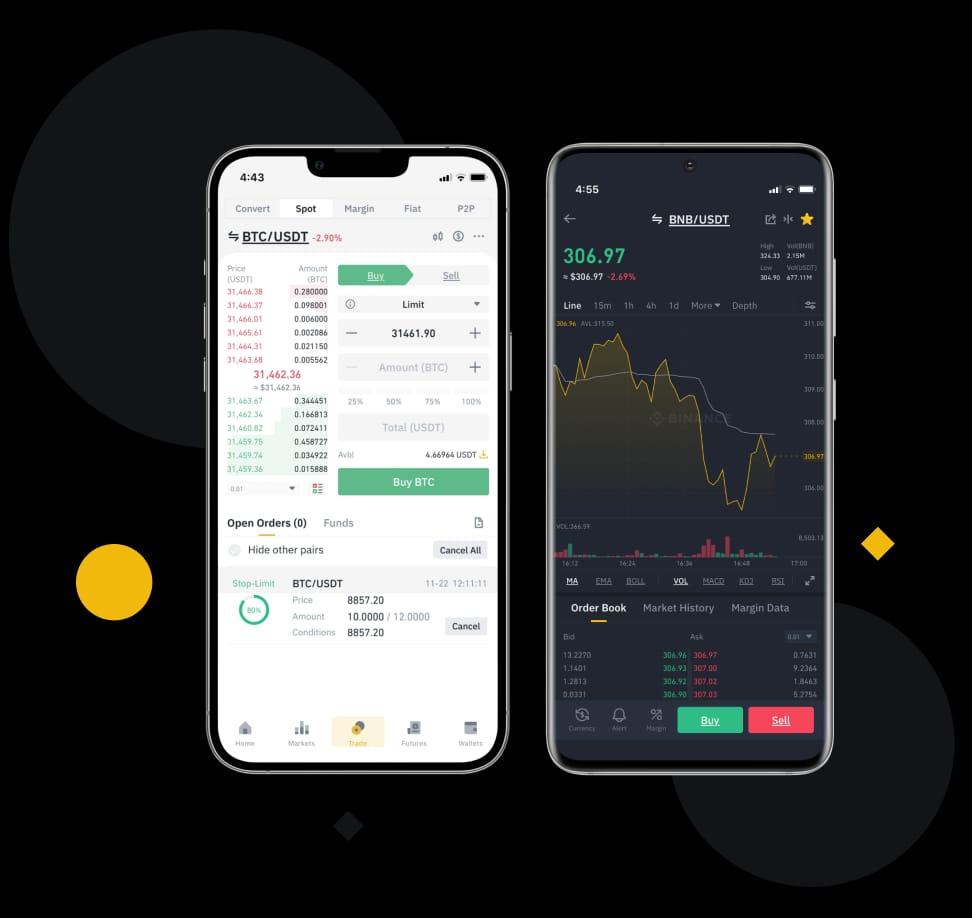 4:43
Convert Spot Margin Fiat P2P
BTC/USDT -2.90%
Price (USDT) Amount (BTC)
31,466.38 0.280000
31,466.37 0.098001
31,466.01 0.006000
31,465.61 0.002086
31,464.31 0.021150
31,463.68 0.005562
31,462.36
≈ $31,462.36
31,463.67 0.344451
31,462.34 0.166813
31,460.82 0.072411
31,459.75 0.458727
31,459.74 0.034922
31,459.36 0.015888
0.01
Buy Sell
Limit
31461.90
Amount (BTC)
25% 50% 75% 100%
Total (USDT)
Avbl 4.66964 USDT
Buy BTC
Open Orders (0) Funds
Hide other pairs Cancel All
Stop-Limit BTC/USDT 11-22 12:11:11
80%
Price 8857.20
Amount 10.0000 / 12.0000
Conditions 8857.20
Cancel
Home Markets Trade Futures Wallets
4:55
BNB/USDT
306.97
≈ $306.97 -2.69%
High Vol(BNB)
324.33 2.15M
Low Vol(USDT)
304.90 677.11M
Line 15m 1h 4h 1d More Depth
306.96 AVL:315.50
311.00
310.00
309.00
308.00
306.97
306.00
BINANCE
VOL:366.59
8,503.13
16:12 16:24 16:36 16:48 17:00
MA EMA BOLL VOL MACD KDJ RSI
Order Book Market History Margin Data
Bid Ask 0.01
13.2270 306.96 306.97 0.7631
1.1401 306.93 307.00 9.2364
1.2813 306.92 307.02 1.8463
0.0331 306.90 307.03 5.2754
Currency Alert Margin Buy Sell